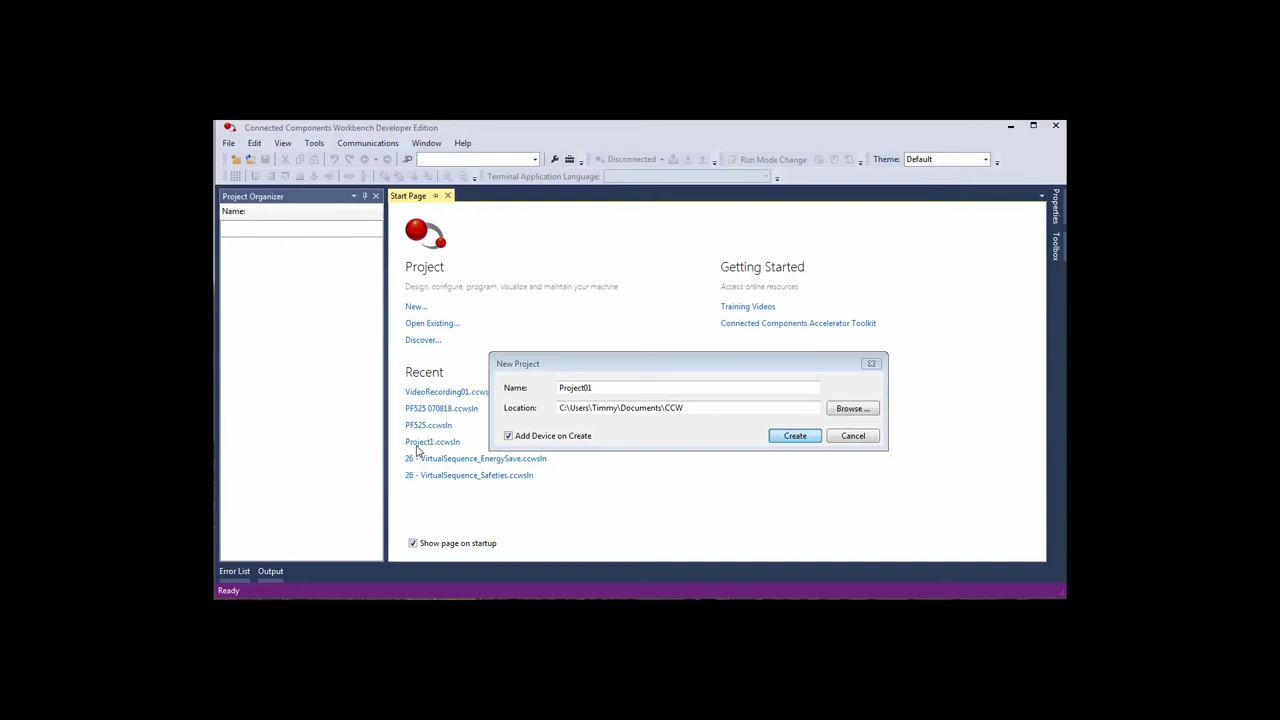 Connected Components Workbench Developer Edition
File Edit View Tools Communications Window Help
Disconnected Run Mode Change Theme: Default
Terminal Application Language:
Project Organizer
Start Page
Name:
Properties
Toolbox
Project
Getting Started
Design, configure, program, visualize and maintain your machine
Access online resources
New...
Training Videos
Open Existing...
Connected Components Accelerator Toolkit
Discover...
New Project
Recent
Name: Project01
VideoRecording01.ccws
Location: C:\Users\Timmy\Documents\CCW Browse ...
PF525 070818.ccwsln
PF525.ccwsln
Add Device on Create Create Cancel
Project1.ccwsln
26 - VirtualSequence_EnergySave.ccwsln
26 - VirtualSequence_Safeties.ccwsln
Show page on startup
Error List Output
Ready